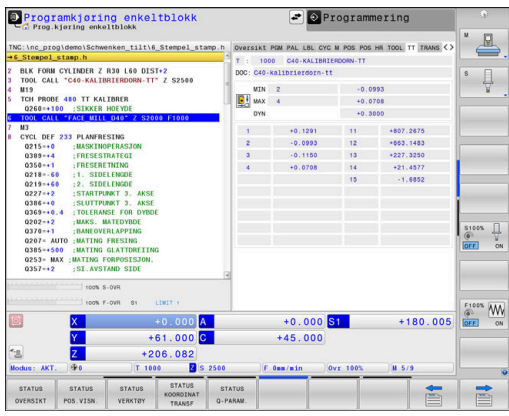 Programkjøring enkeltblokk
Prog.kjøring enkeltblokk
Programmering
TNC:\nc_prog\demo\Schwenken_tilt\6_Stempel_stamp.h
→6_Stempel_stamp.h
2 BLK FORM CYLINDER Z R30 L60 DIST+2
3 TOOL CALL "C40-KALIBRIERDORN-TT" Z S2500
4 M19
5 TCH PROBE 480 TT KALIBRER
Q260=+100 ;SIKKER HOEYDE
6 TOOL CALL "FACE_MILL_D40" Z S2000 F1000
7 M3
8 CYCL DEF 233 PLANFRESING
Q215=+0 ;MASKINOPERASJON
Q389=+4 ;FRESESTRATEGI
Q350=+1 ;FRESERETNING
Q218=-60 ;1. SIDELENGDE
Q219=+60 ;2. SIDELENGDE
Q227=+2 ;STARTPUNKT 3. AKSE
Q386=+0 ;SLUTTPUNKT 3. AKSE
Q369=+0.4 ;TOLERANSE FOR DYBDE
Q202=+2 ;MAKS. MATEDYBDE
Q370=+1 ;BANEOVERLAPPING
Q207= AUTO ;MATING FRESING
Q385=+500 ;MATING GLATTDREIING
Q253= MAX ;MATING FORPOSISJON.
Q357=+2 ;SI.AVSTAND SIDE
Oversikt PGM PAL LBL CYC M POS POS HR TOOL TT TRANS
T : 1000 C40-KALIBRIERDORN-TT
DOC: C40-kalibrierdorn-tt
MIN 2 -0.0993
MAX 4 +0.0708
DYN +0.3000
1 +0.1291 11 +807.2675
2 -0.0993 12 +663.1483
3 -0.1150 13 +227.3250
4 +0.0708 14 +21.4577
15 -1.6852
100% S-OVR
100% F-OVR S1 LIMIT 1
X +0.000 A +0.000 S1 +180.005
Y +61.000 C +45.000
Z +206.082
Modus: AKT. 0 T 1000 Z S 2500 F 0mm/min Ovr 100% M 5/9
STATUS OVERSIKT
STATUS POS.VISN.
STATUS VERKTØY
STATUS KOORDINAT TRANSF
STATUS Q-PARAM.
M
S
S100%
OFF ON
F100%
OFF ON